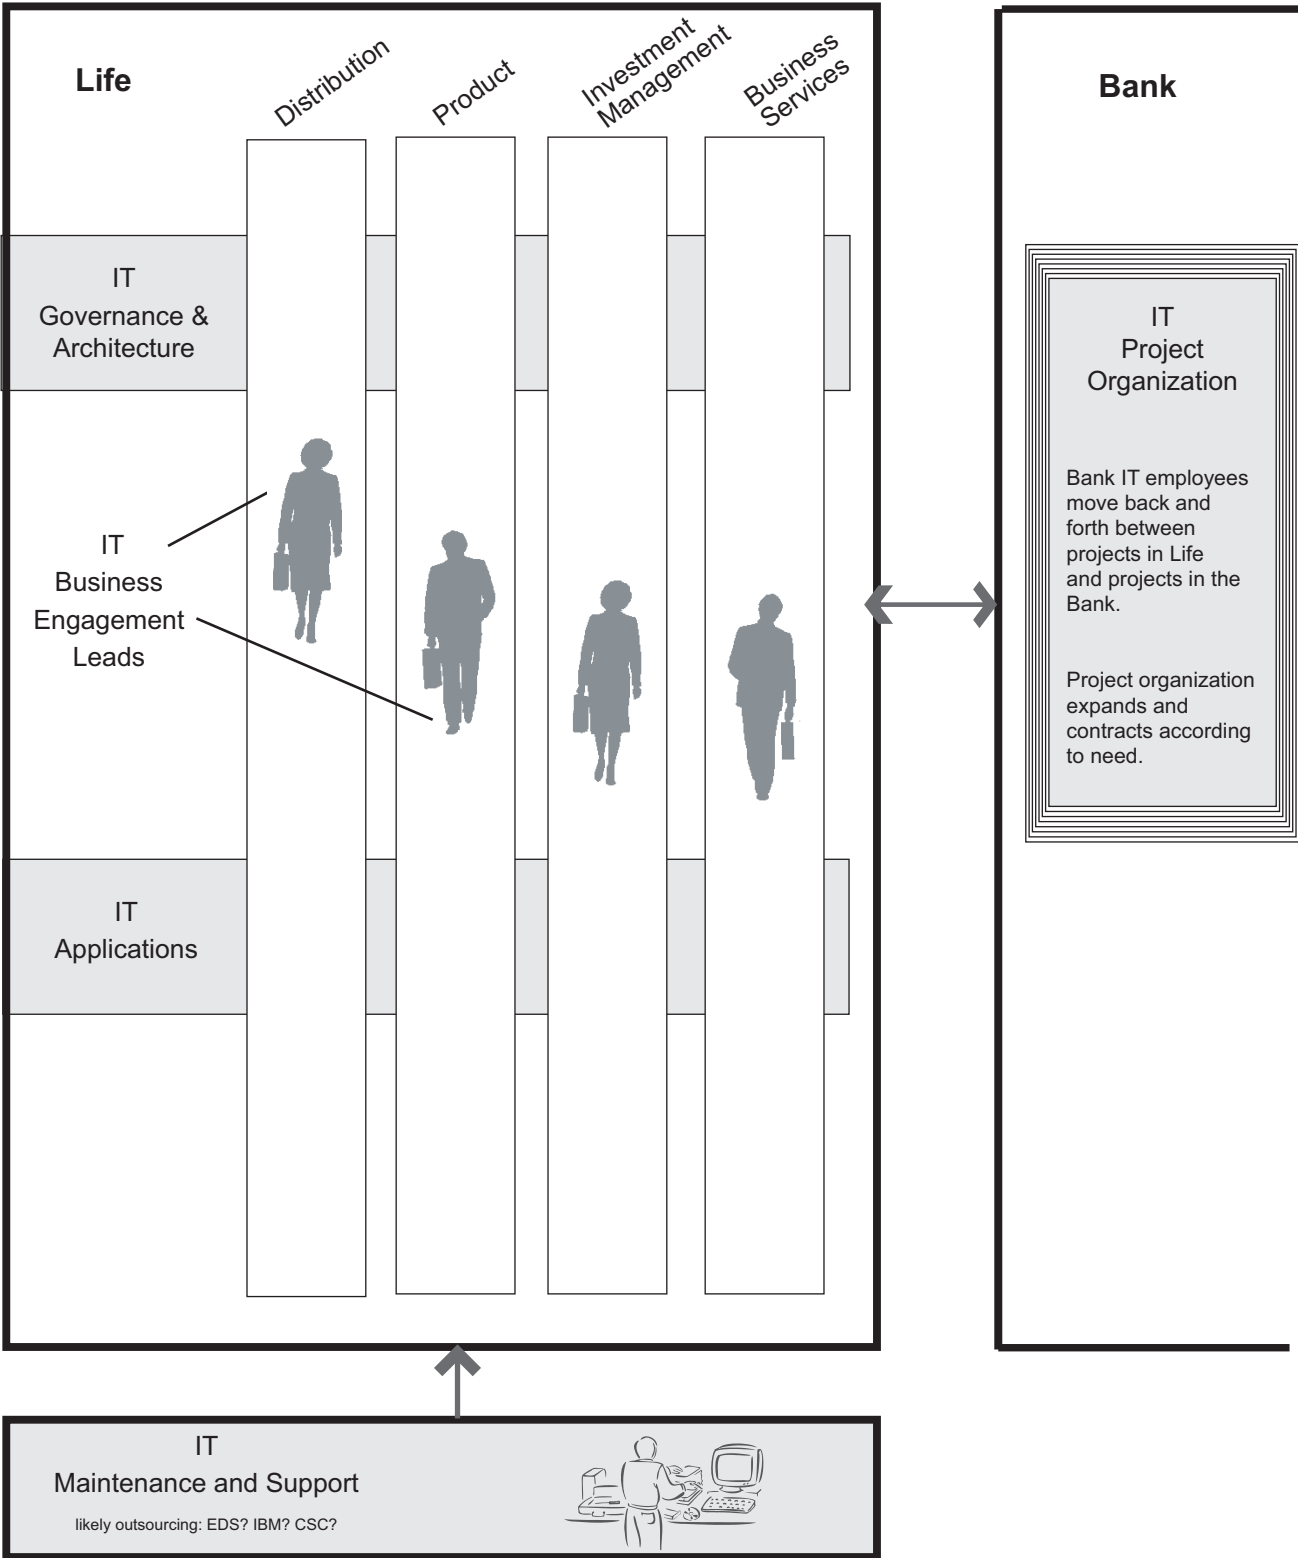 Life
Distribution
Product
Investment
Management
Business
Services
IT
Governance &
Architecture
IT
Business
Engagement
Leads
IT
Applications
Bank
IT
Project
Organization
Bank IT employees
move back and
forth between
projects in Life
and projects in the
Bank.
Project organization
expands and
contracts according
to need.
IT
Maintenance and Support
likely outsourcing: EDS? IBM? CSC?